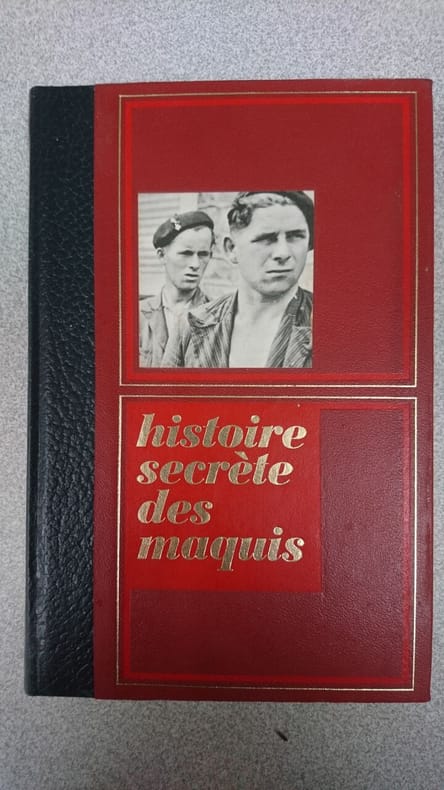 histoire
secrète
des
maquis